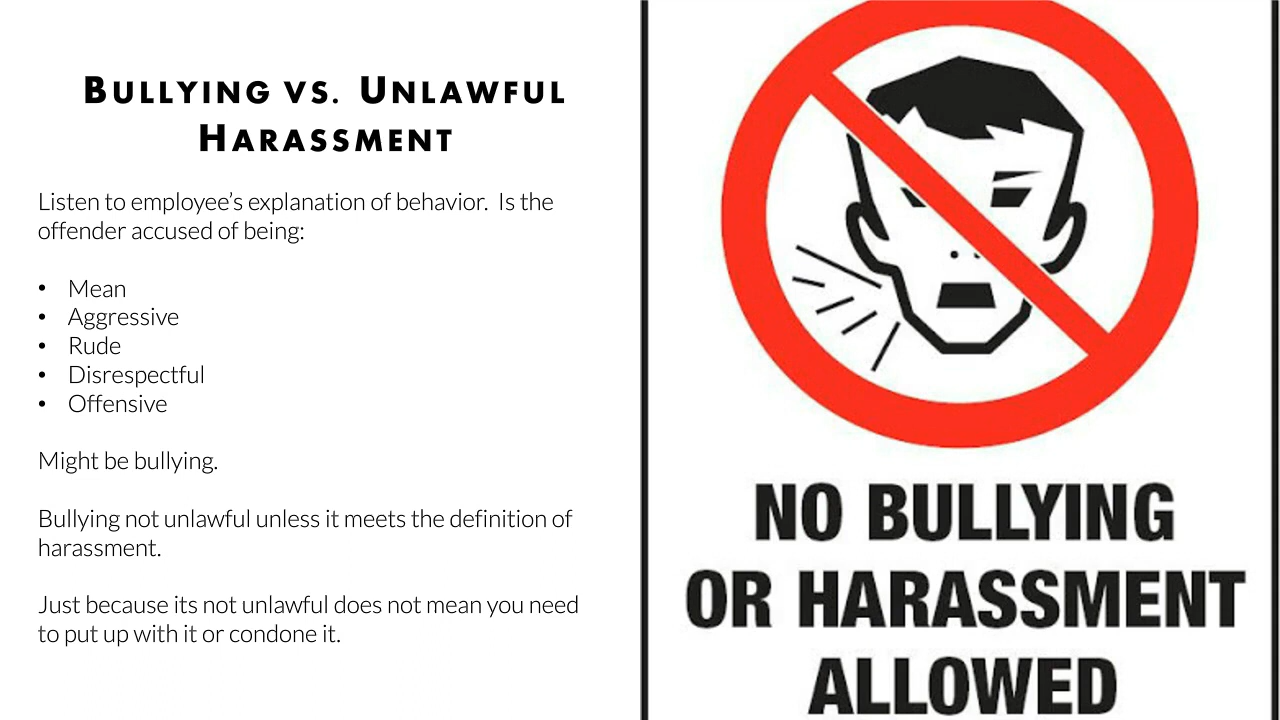 Bullying vs. Unlawful
Harassment
Listen to employee’s explanation of behavior.  Is the
offender accused of being:
• Mean
• Aggressive
• Rude
• Disrespectful
• Offensive
Might be bullying.
Bullying not unlawful unless it meets the definition of
harassment.
Just because its not unlawful does not mean you need
to put up with it or condone it.
NO BULLYING
OR HARASSMENT
ALLOWED